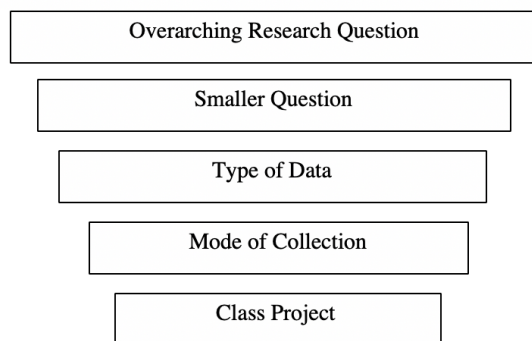 Overarching Research Question
Smaller Question
Type of Data
Mode of Collection
Class Project